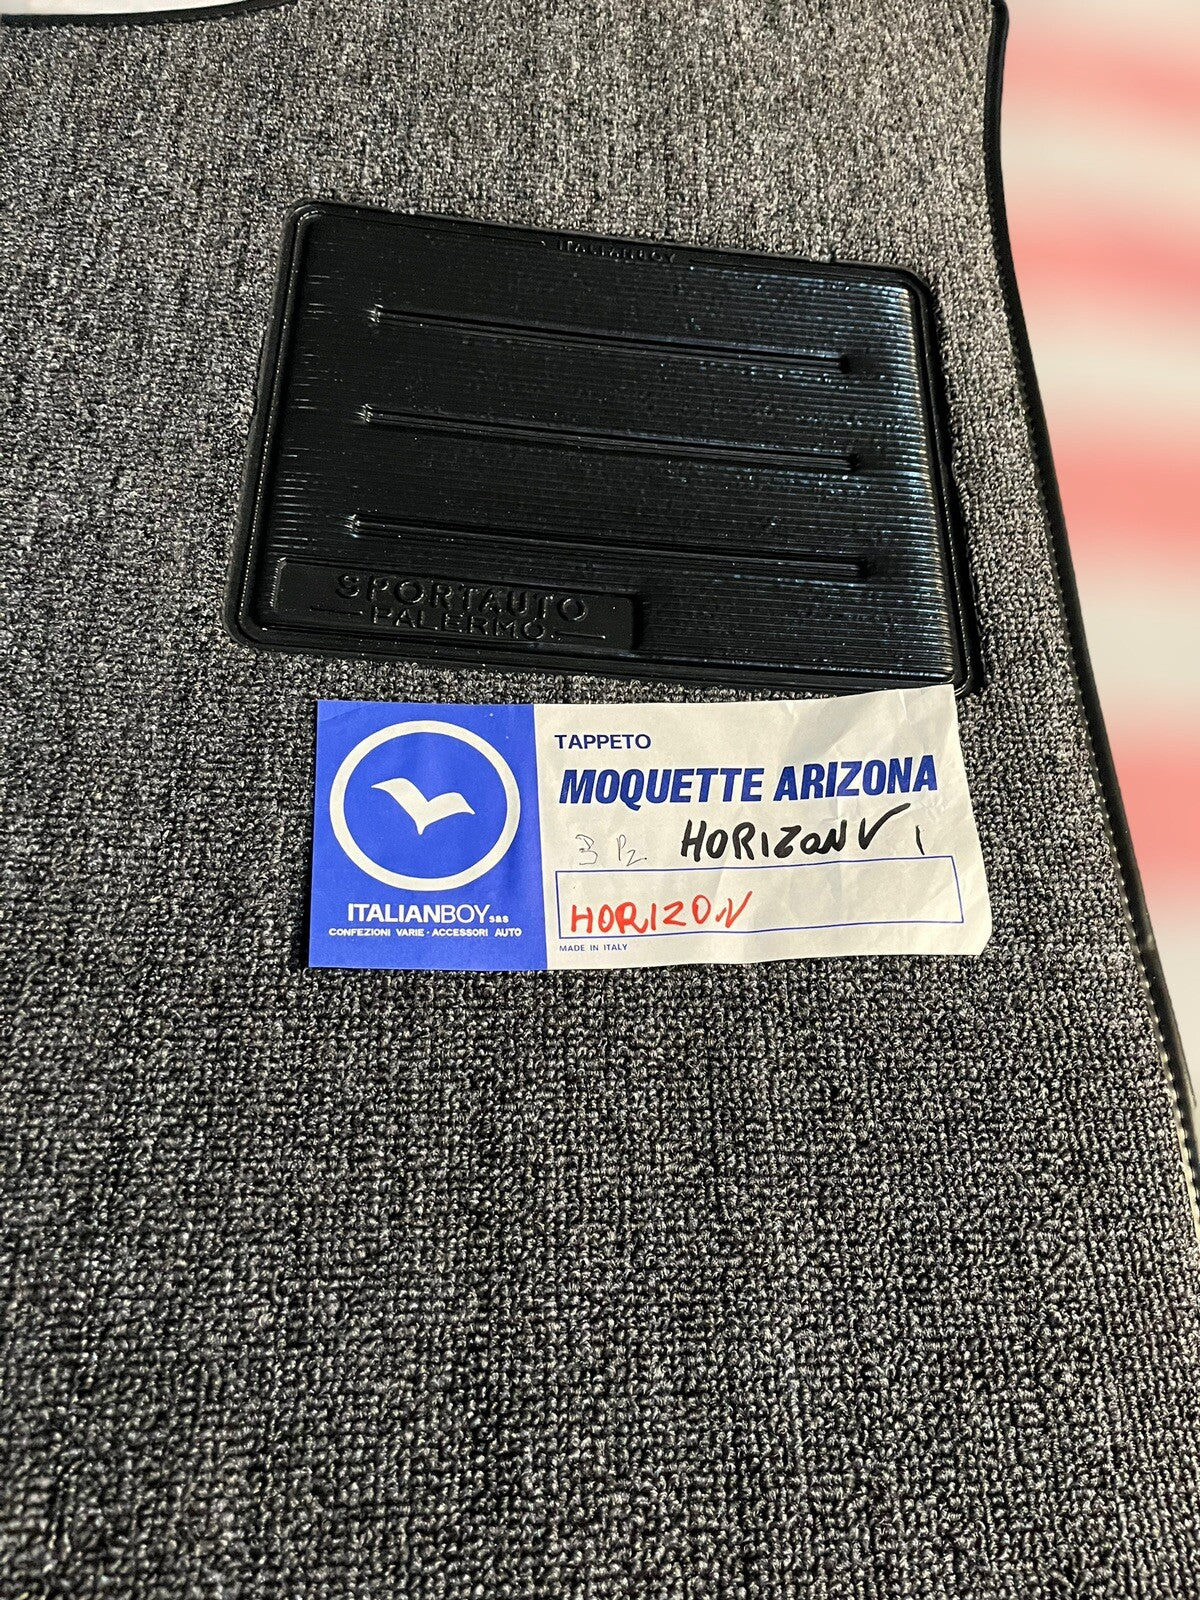 ITALIANBOY
SPORTAUTO
PALERMO
TAPPETO
MOQUETTE ARIZONA
3 Pz. HORIZON
HORIZON
ITALIANBOY sas
CONFEZIONI VARIE - ACCESSORI AUTO
MADE IN ITALY